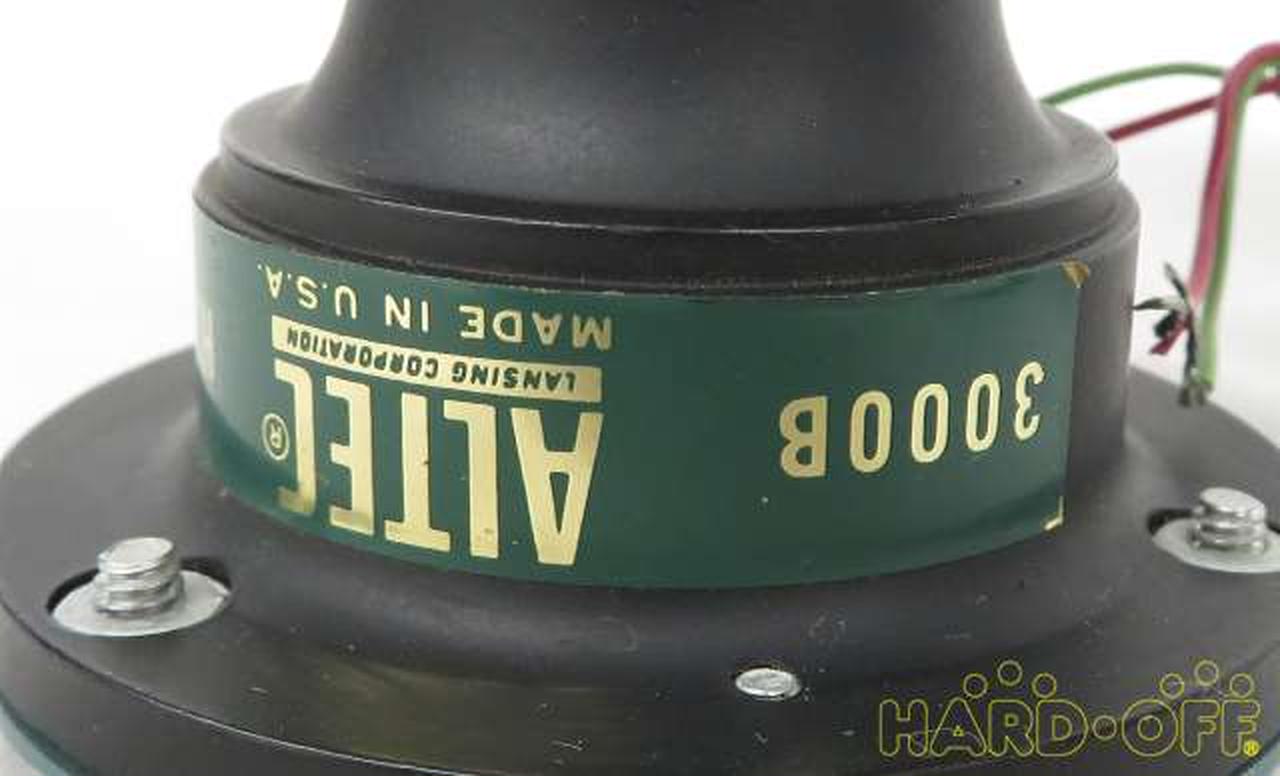 3000B
ALTEC®
LANSING CORPORATION
MADE IN U.S.A.
HARD·OFF®